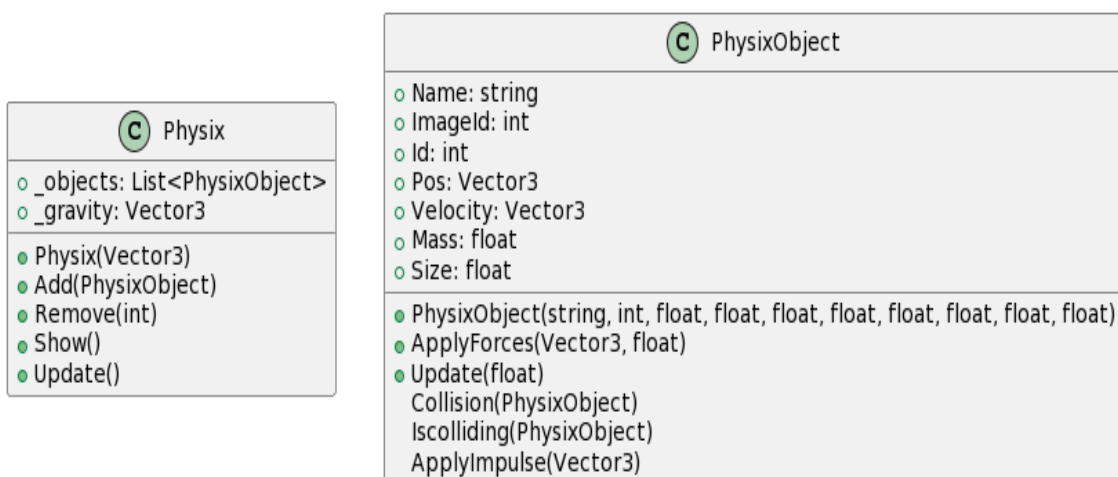 C Physix
_objects: List<PhysixObject>
_gravity: Vector3
Physix(Vector3)
Add(PhysixObject)
Remove(int)
Show()
Update()
C PhysixObject
Name: string
ImageId: int
Id: int
Pos: Vector3
Velocity: Vector3
Mass: float
Size: float
PhysixObject(string, int, float, float, float, float, float, float, float, float)
ApplyForces(Vector3, float)
Update(float)
Collision(PhysixObject)
Iscolliding(PhysixObject)
ApplyImpulse(Vector3)